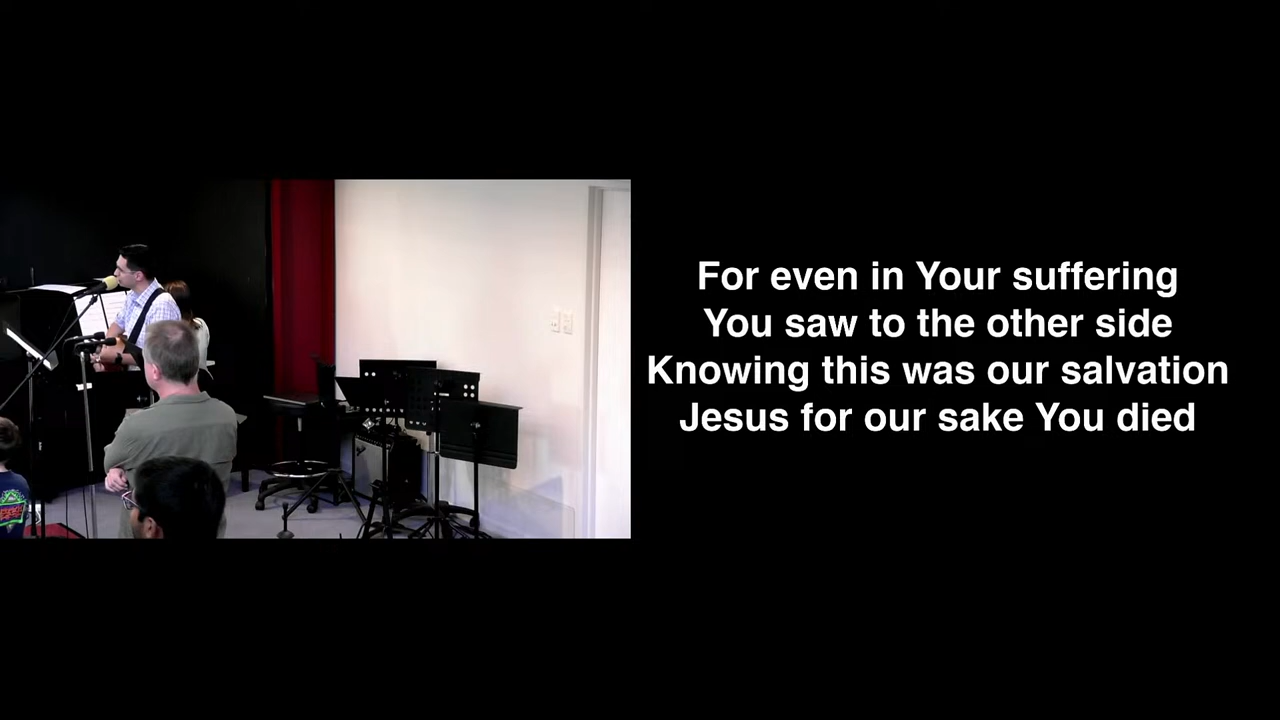 For even in Your suffering
You saw to the other side
Knowing this was our salvation
Jesus for our sake You died